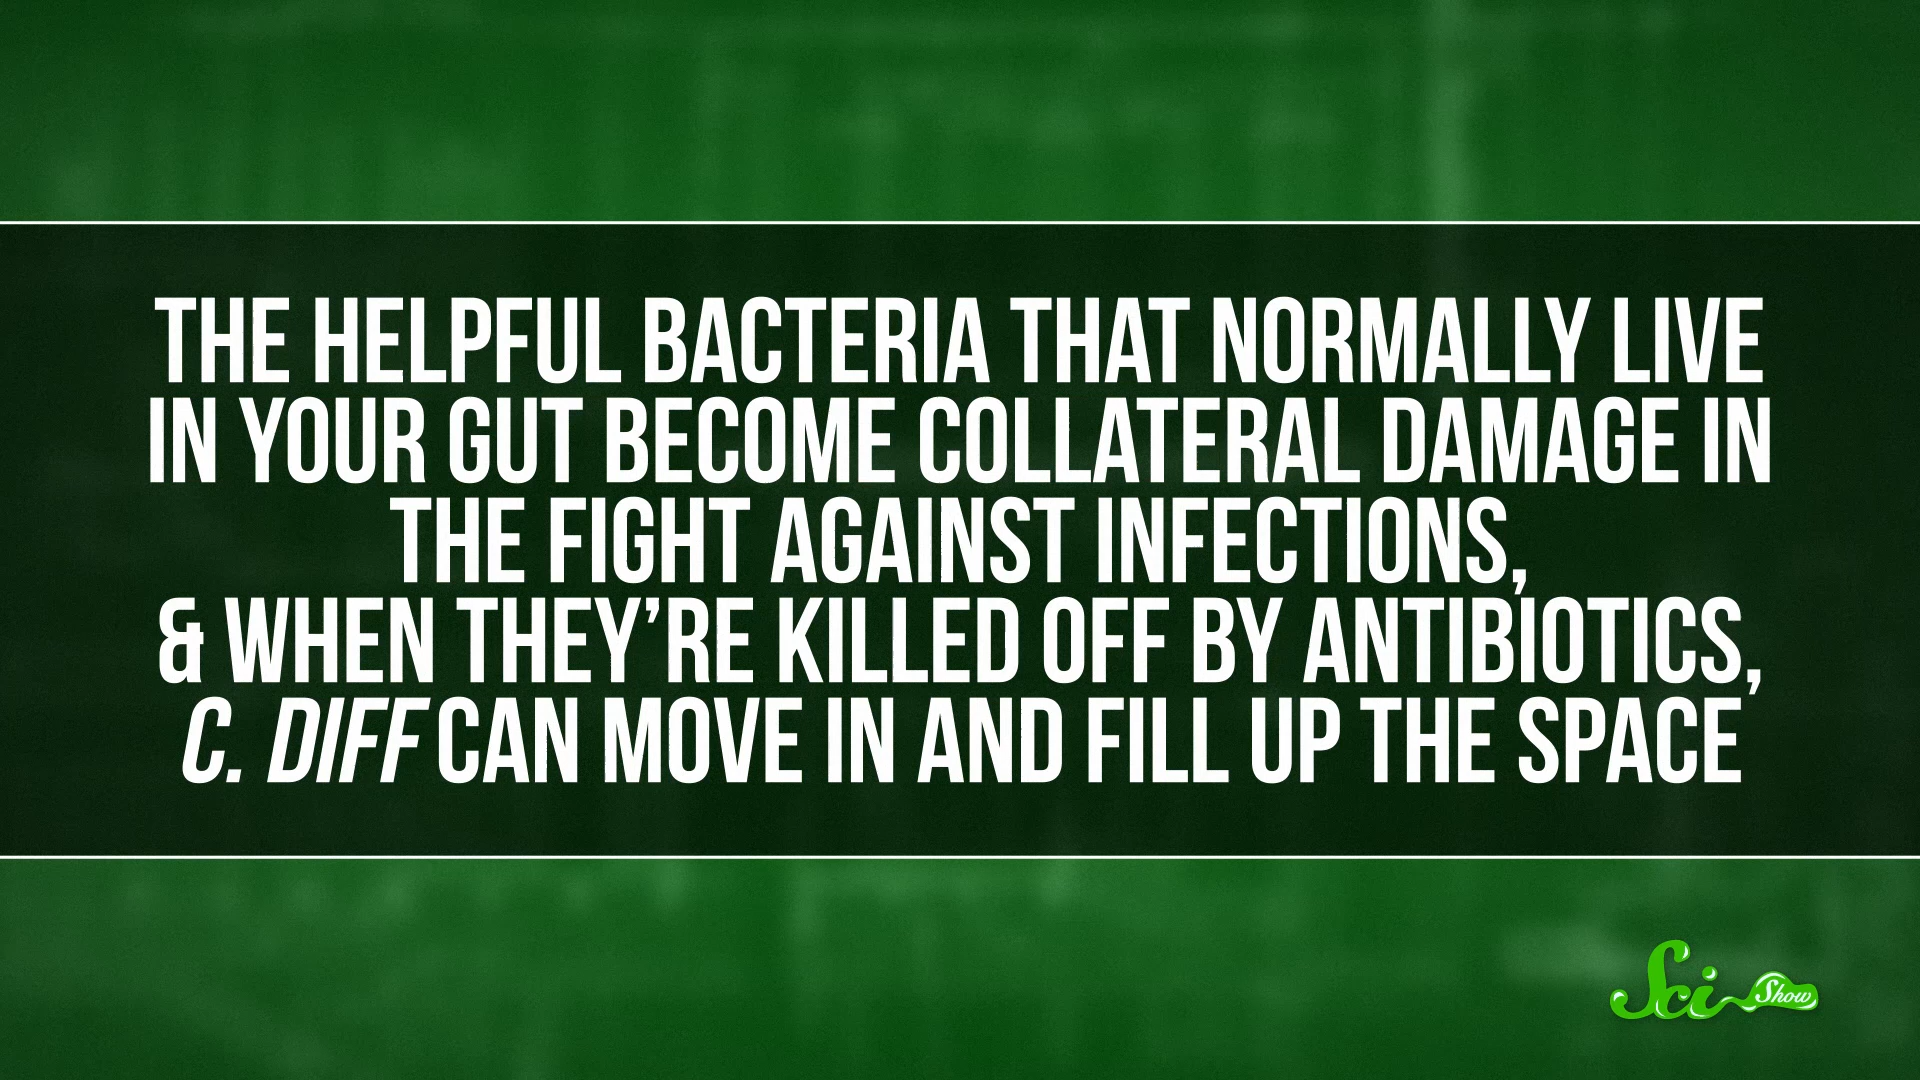 THE HELPFUL BACTERIA THAT NORMALLY LIVE
IN YOUR GUT BECOME COLLATERAL DAMAGE IN
THE FIGHT AGAINST INFECTIONS,
& WHEN THEY’RE KILLED OFF BY ANTIBIOTICS,
C. DIFF CAN MOVE IN AND FILL UP THE SPACE
Sci Show